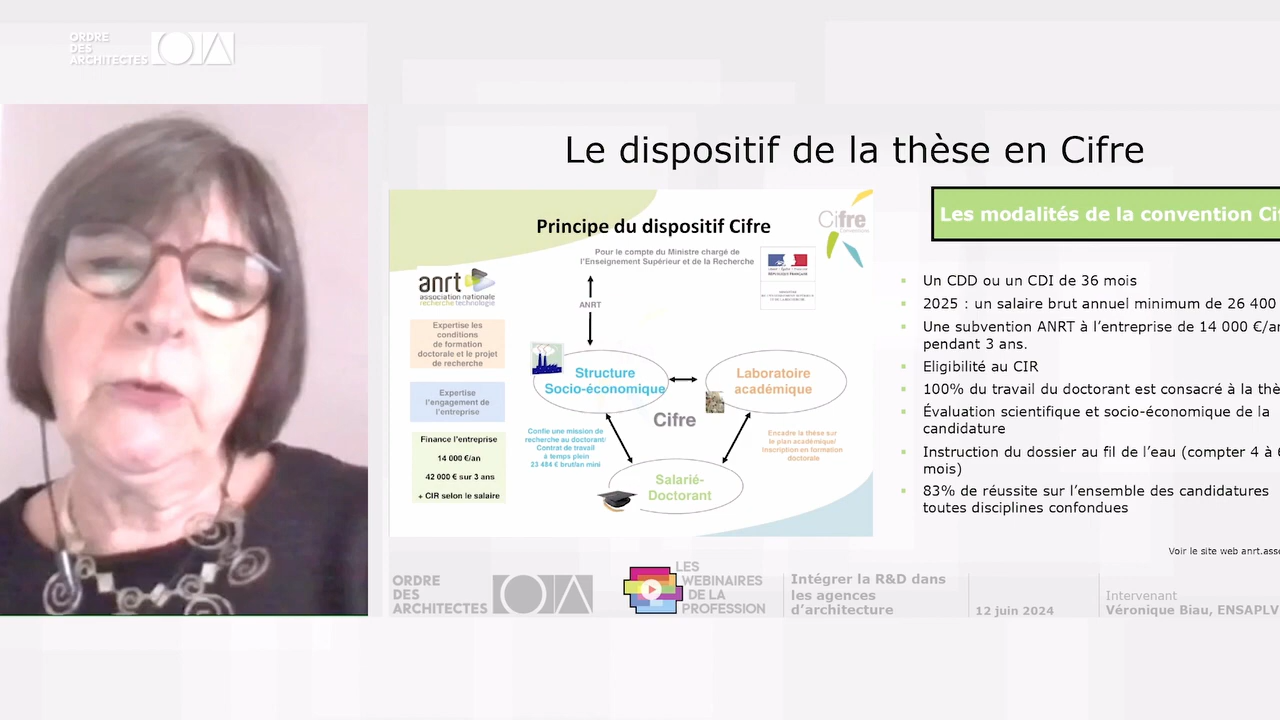 ORDRE
DES
ARCHITECTES
Le dispositif de la thèse en Cifre
Principe du dispositif Cifre
Cifre
Pour le compte du Ministre chargé de
l'Enseignement Supérieur et de la Recherche
anrt
association nationale
recherche technologie
ANRT
Expertise les
conditions
de formation
doctorale et le projet
de recherche
Expertise
l'engagement de
l'entreprise
Finance l'entreprise
14 000 €/an
42 000 € sur 3 ans
+ CIR selon le salaire
Structure
Socio-économique
Laboratoire
académique
Cifre
Confie une mission de
recherche au doctorant/
Contrat de travail
à temps plein
23 484 € brut/an mini
Encadre la thèse sur
le plan académique/
Inscription en formation
doctorale
Salarié-
Doctorant
Les modalités de la convention Ci
Un CDD ou un CDI de 36 mois
2025 : un salaire brut annuel minimum de 26 400
Une subvention ANRT à l'entreprise de 14 000 €/an
pendant 3 ans.
Eligibilité au CIR
100% du travail du doctorant est consacré à la thè
Évaluation scientifique et socio-économique de la
candidature
Instruction du dossier au fil de l'eau (compter 4 à
mois)
83% de réussite sur l'ensemble des candidatures
toutes disciplines confondues
Voir le site web anrt.ass
ORDRE
DES
ARCHITECTES
LES
WEBINAIRES
DE LA
PROFESSION
Intégrer la R&D dans
les agences
d'architecture
12 juin 2024
Intervenant
Véronique Biau, ENSAPLV